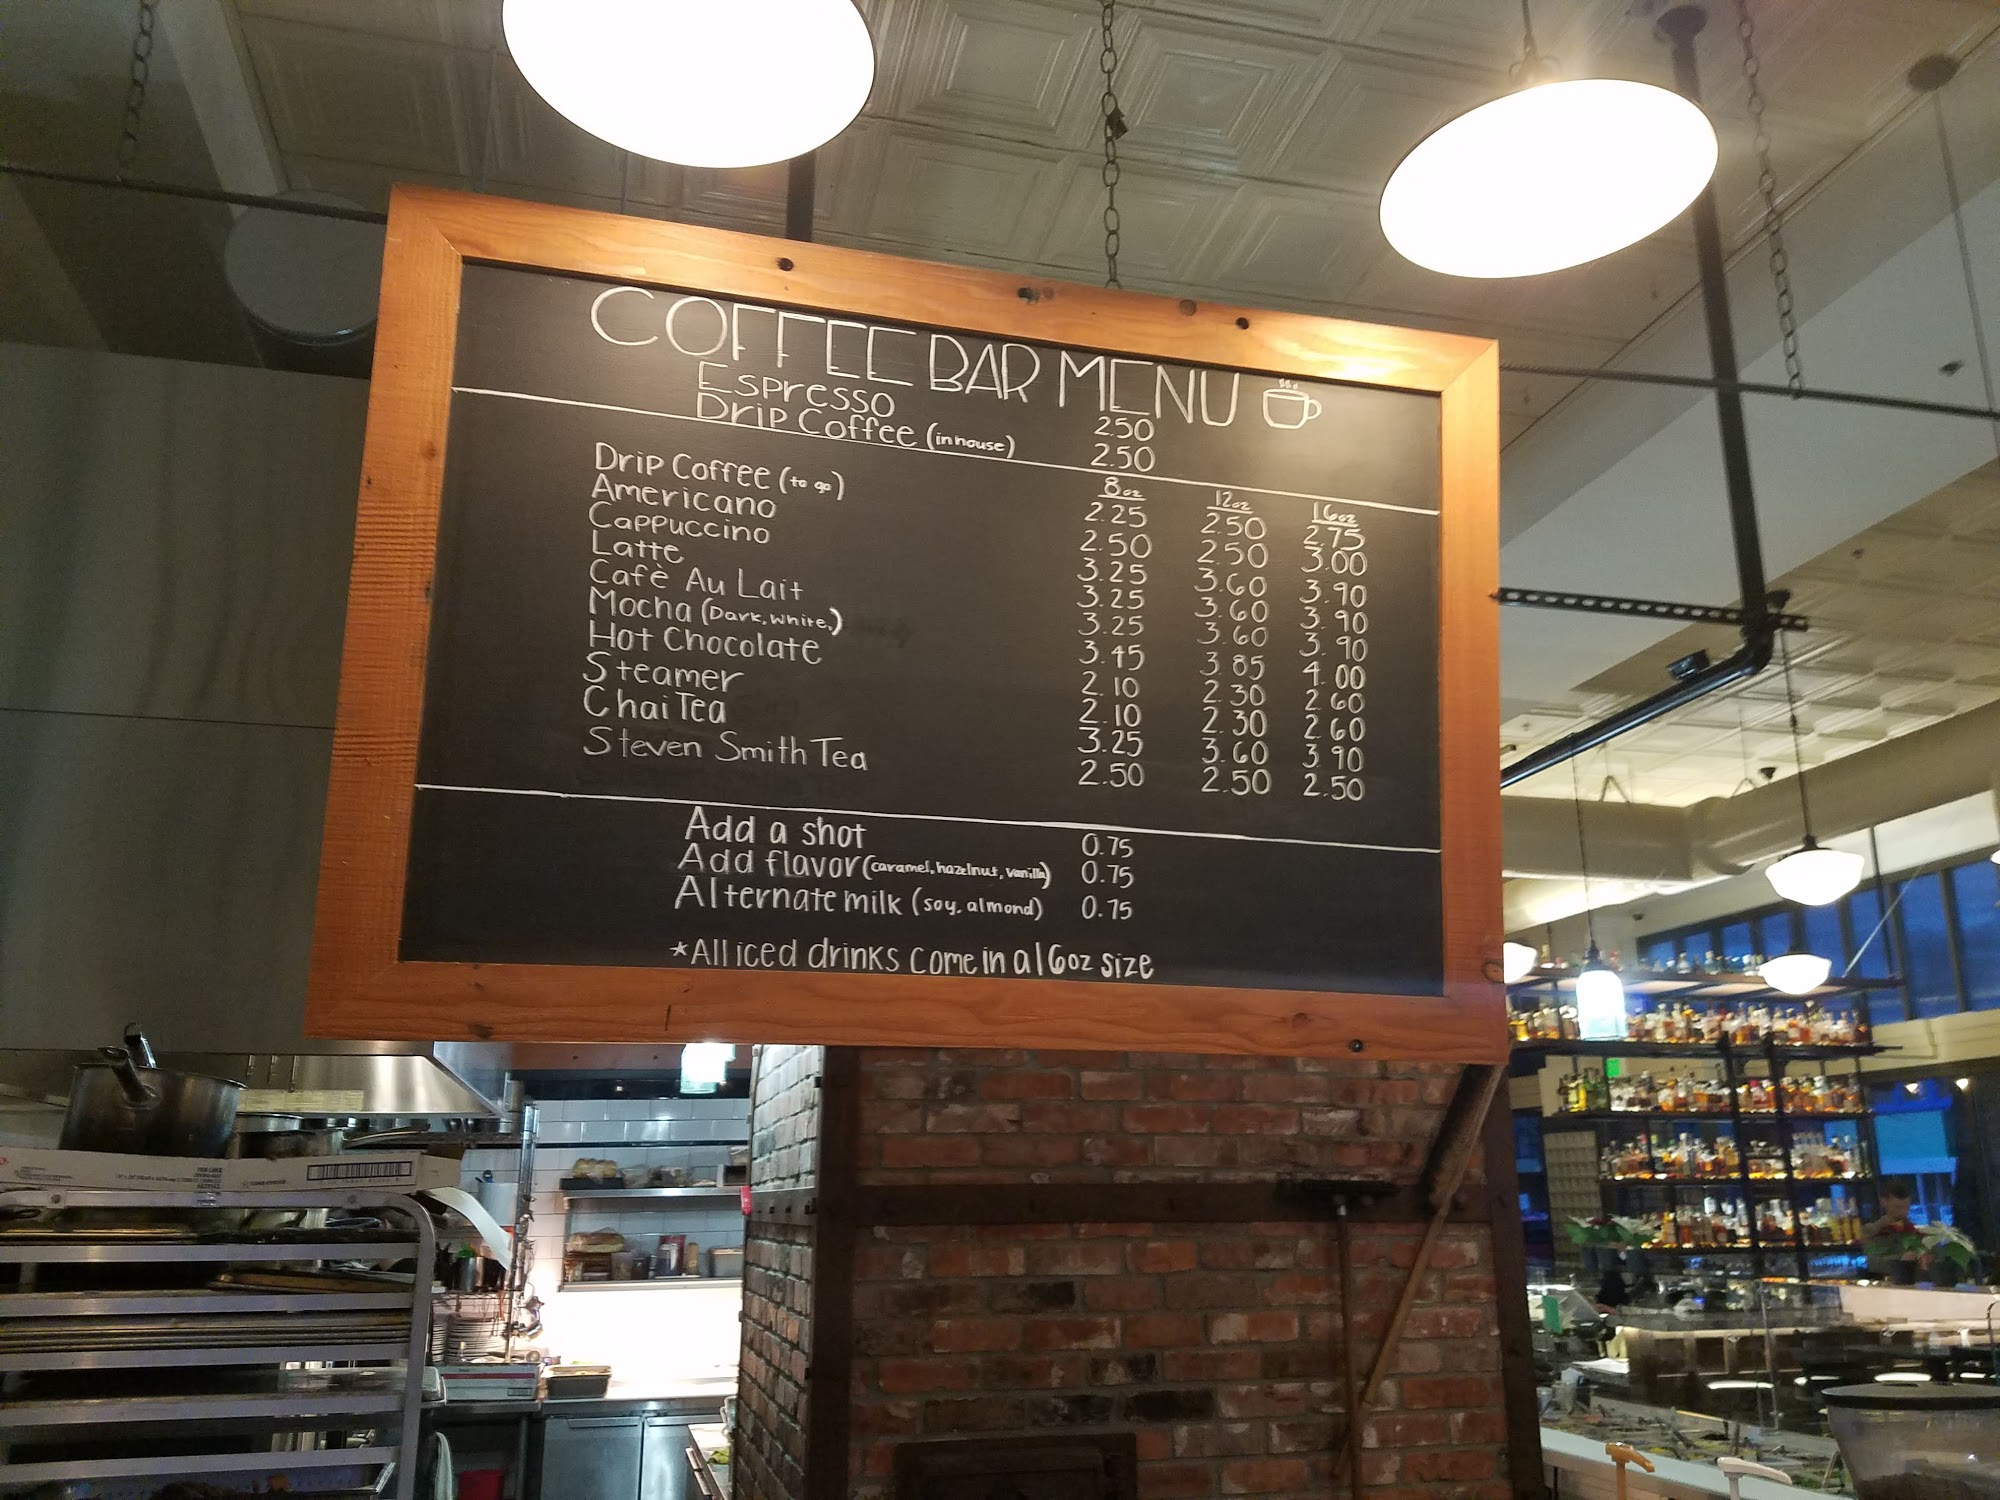 COFFEE BAR MENU
Espresso 2.50
Drip Coffee (in house) 2.50
8oz 12oz 16oz
Drip Coffee (to go) 2.25 2.50 2.75
Americano 2.50 2.50 3.00
Cappuccino 3.25 3.60 3.90
Latte 3.25 3.60 3.90
Cafè Au Lait 3.25 3.60 3.90
Mocha (Dark, White,) 3.45 3.85 4.00
Hot Chocolate 2.10 2.30 2.60
Steamer 2.10 2.30 2.60
Chai Tea 3.25 3.60 3.90
Steven Smith Tea 2.50 2.50 2.50
Add a shot 0.75
Add flavor (caramel, hazelnut, vanilla) 0.75
Alternate milk (soy, almond) 0.75
*All iced drinks come in a 16oz size